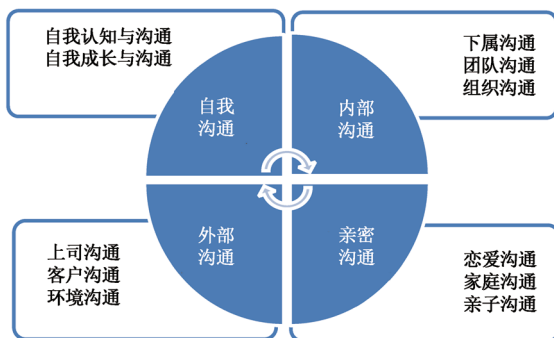 自我认知与沟通
自我成长与沟通
下属沟通
团队沟通
组织沟通
自我
沟通
内部
沟通
外部
沟通
亲密
沟通
上司沟通
客户沟通
环境沟通
恋爱沟通
家庭沟通
亲子沟通